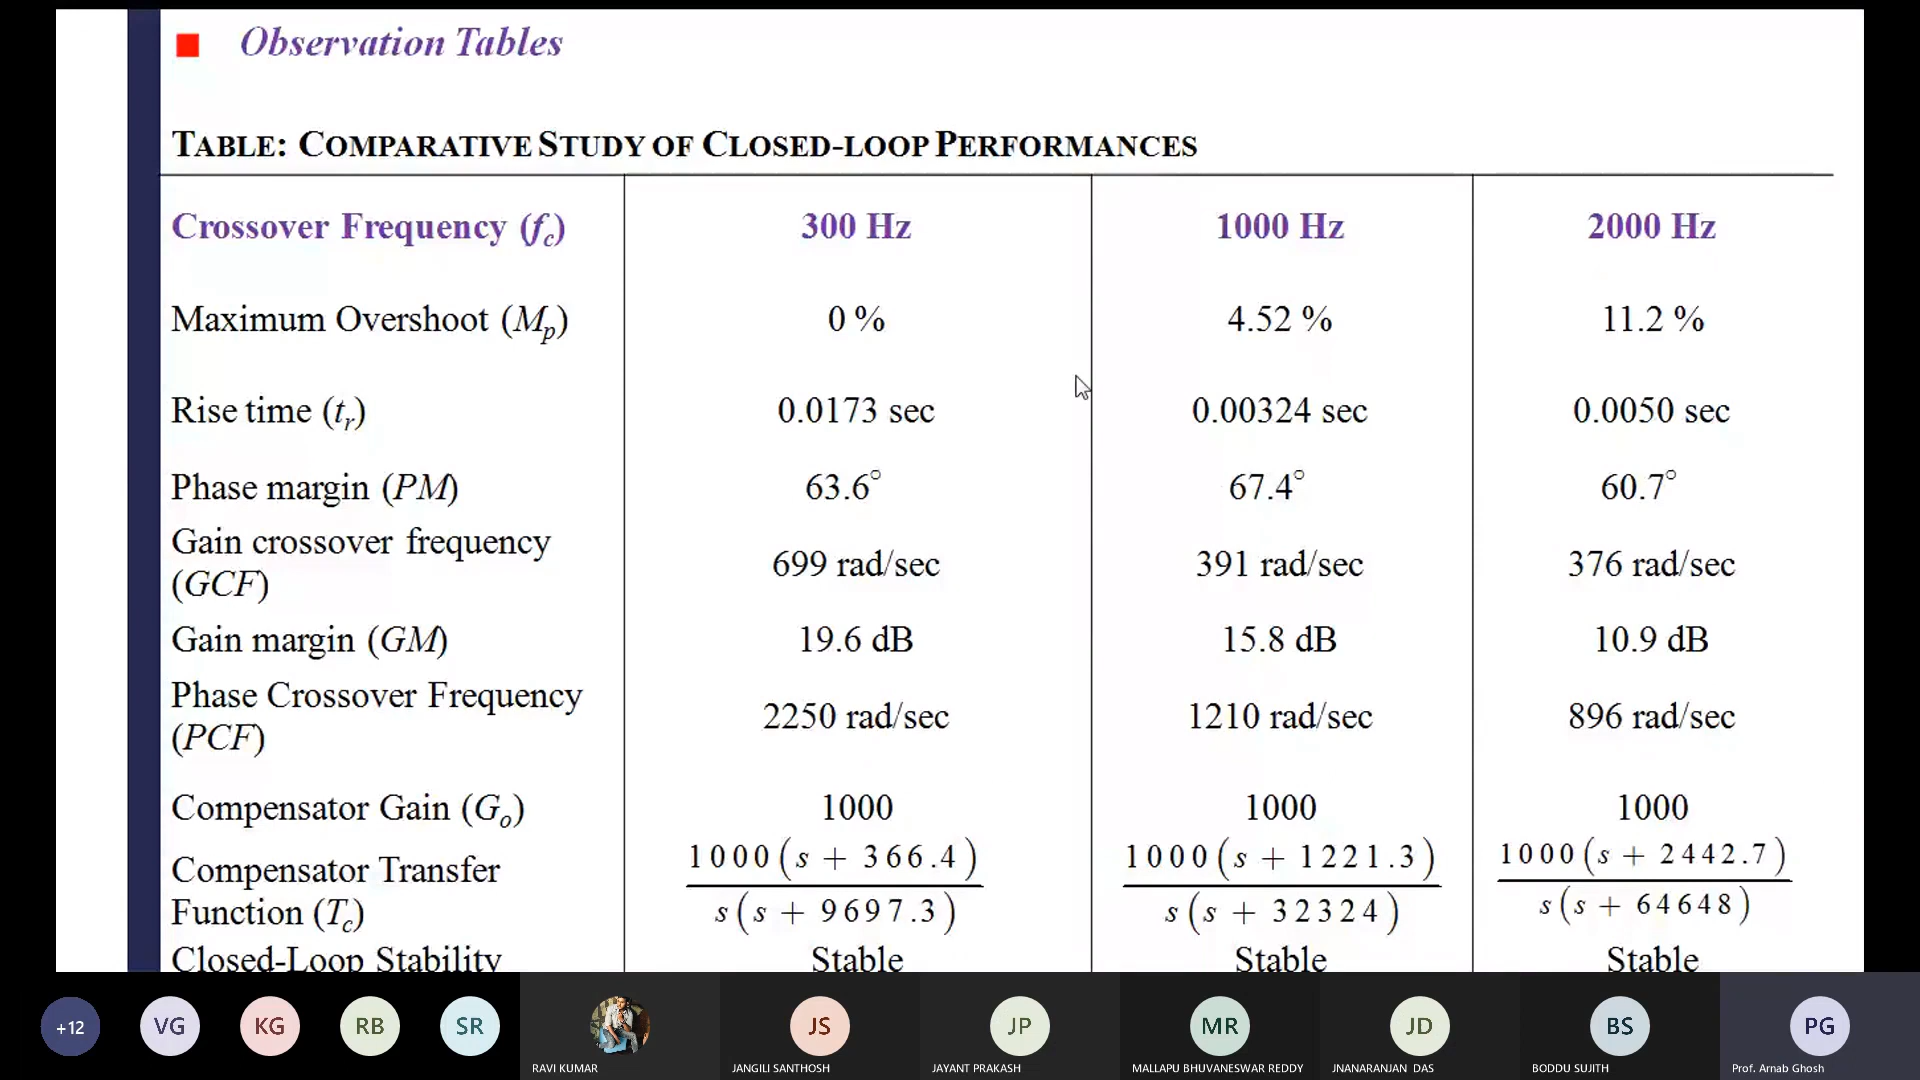 Observation Tables
TABLE: COMPARATIVE STUDY OF CLOSED-LOOP PERFORMANCES
Crossover Frequency (fc) 300 Hz 1000 Hz 2000 Hz
Maximum Overshoot (Mp) 0 % 4.52 % 11.2 %
Rise time (tr) 0.0173 sec 0.00324 sec 0.0050 sec
Phase margin (PM) 63.6° 67.4° 60.7°
Gain crossover frequency
(GCF) 699 rad/sec 391 rad/sec 376 rad/sec
Gain margin (GM) 19.6 dB 15.8 dB 10.9 dB
Phase Crossover Frequency
(PCF) 2250 rad/sec 1210 rad/sec 896 rad/sec
Compensator Gain (Go) 1000 1000 1000
Compensator Transfer 1000(s + 366.4) 1000(s + 1221.3) 1000(s + 2442.7)
Function (Tc) s(s + 9697.3) s(s + 32324) s(s + 64648)
Closed-Loop Stability Stable Stable Stable
+12 VG KG RB SR JS JP MR JD BS PG
RAVI KUMAR JANGILI SANTHOSH JAYANT PRAKASH MALLAPU BHUVANESWAR REDDY JNANARANJAN DAS BODDU SUJITH Prof. Arnab Ghosh